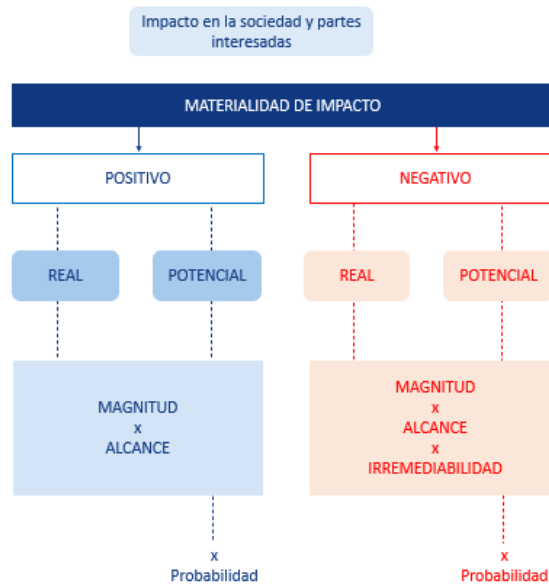 Impacto en la sociedad y partes
interesadas
MATERIALIDAD DE IMPACTO
POSITIVO
NEGATIVO
REAL
POTENCIAL
REAL
POTENCIAL
MAGNITUD
x
ALCANCE
MAGNITUD
x
ALCANCE
x
IRREMEDIABILIDAD
x
Probabilidad
x
Probabilidad